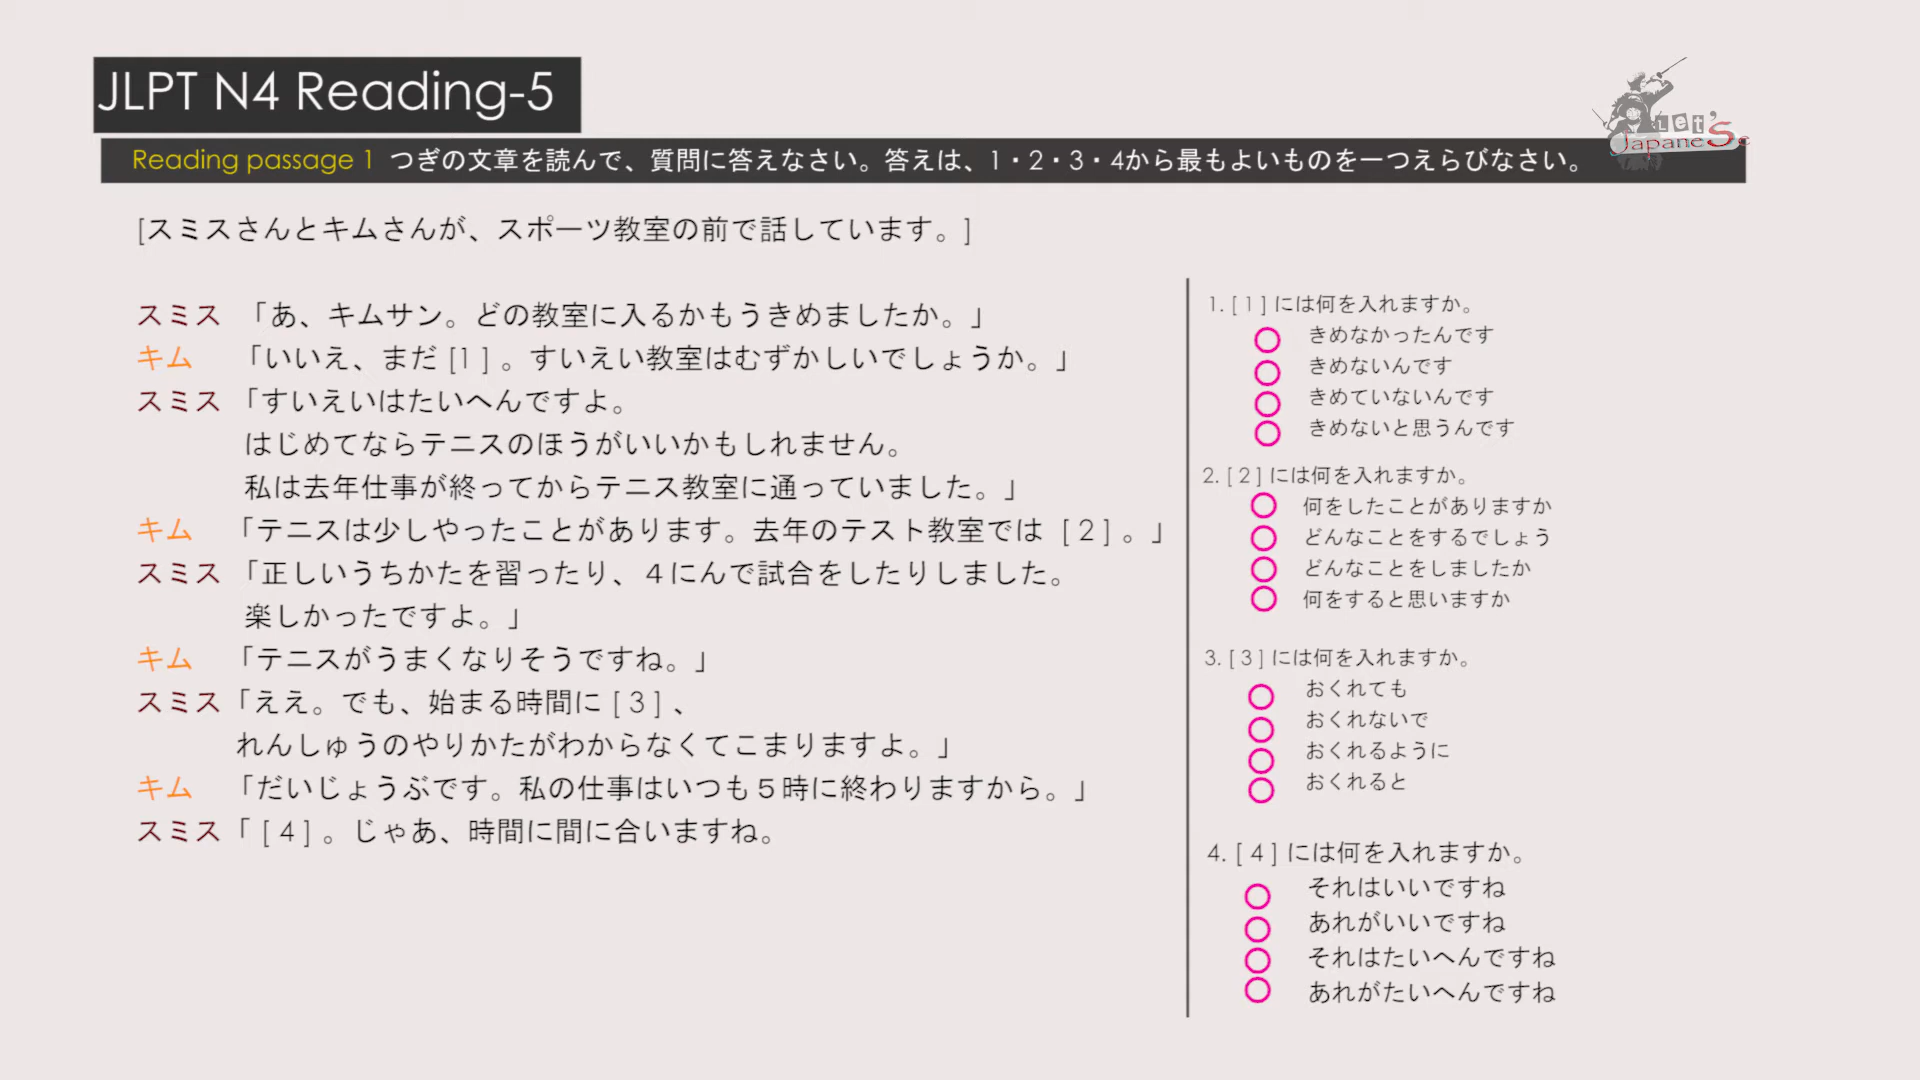 JLPT N4 Reading-5
Let's
Japanese
Reading passage 1 つぎの文章を読んで、質問に答えなさい。答えは、1・2・3・4から最もよいものを一つえらびなさい。
[スミスさんとキムさんが、スポーツ教室の前で話しています。]
スミス 「あ、キムサン。どの教室に入るかもうきめましたか。」
キム 「いいえ、まだ [1 ] 。すいえい教室はむずかしいでしょうか。」
スミス 「すいえいはたいへんですよ。
はじめてならテニスのほうがいいかもしれません。
私は去年仕事が終ってからテニス教室に通っていました。」
キム 「テニスは少しやったことがあります。去年のテスト教室では [ 2 ] 。」
スミス 「正しいうちかたを習ったり、４にんで試合をしたりしました。
楽しかったですよ。」
キム 「テニスがうまくなりそうですね。」
スミス 「ええ。でも、始まる時間に [ 3 ] 、
れんしゅうのやりかたがわからなくてこまりますよ。」
キム 「だいじょうぶです。私の仕事はいつも５時に終わりますから。」
スミス 「 [ 4 ] 。じゃあ、時間に間に合いますね。
1. [ 1 ] には何を入れますか。
きめなかったんです
きめないんです
きめていないんです
きめないと思うんです
2. [ 2 ] には何を入れますか。
何をしたことがありますか
どんなことをするでしょう
どんなことをしましたか
何をすると思いますか
3. [ 3 ] には何を入れますか。
おくれても
おくれないで
おくれるように
おくれると
4. [ 4 ] には何を入れますか。
それはいいですね
あれがいいですね
それはたいへんですね
あれがたいへんですね